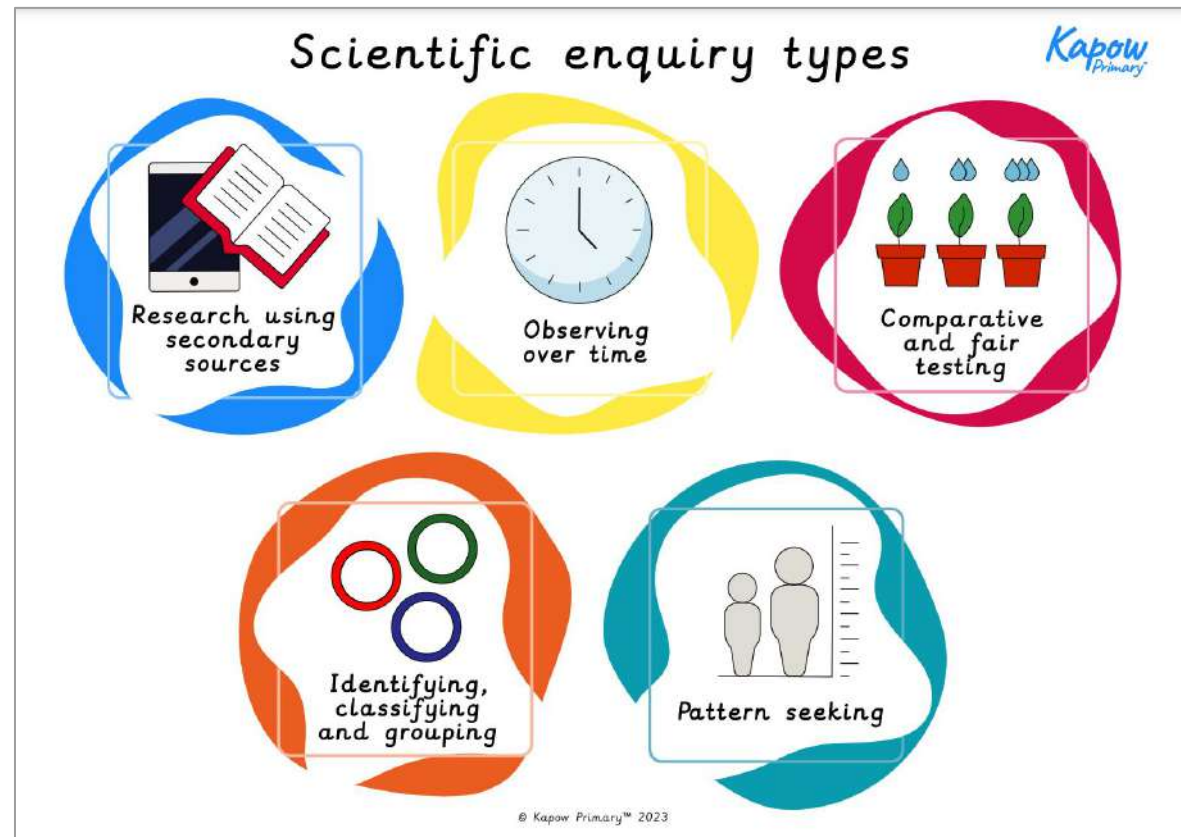 Scientific enquiry types
Kapow
Primary™
Research using
secondary
sources
Observing
over time
Comparative
and fair
testing
Identifying,
classifying
and grouping
Pattern seeking
© Kapow Primary™ 2023